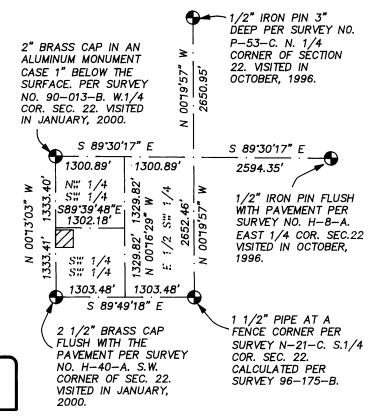 1/2" IRON PIN 3"
DEEP PER SURVEY NO.
P-53-C. N. 1/4
CORNER OF SECTION
22. VISITED IN
OCTOBER, 1996.
2" BRASS CAP IN AN
ALUMINUM MONUMENT
CASE 1" BELOW THE
SURFACE. PER SURVEY
NO. 90-013-B. W.1/4
COR. SEC. 22. VISITED
IN JANUARY, 2000.
N 00°19'57" W
2650.95'
S 89°30'17" E
1300.89'
1300.89'
S 89°30'17" E
2594.35'
N 00°13'03" W
1333.40'
1333.41'
NW 1/4
SW 1/4
S89°39'48"E
1302.18'
SW 1/4
SW 1/4
1329.82'
1329.82'
N 00°16'29" W
E 1/2 SW 1/4
2652.46'
N 00°19'57" W
1/2" IRON PIN FLUSH
WITH PAVEMENT PER
SURVEY NO. H-8-A.
EAST 1/4 COR. SEC.22
VISITED IN OCTOBER,
1996.
1303.48'
1303.48'
S 89°49'18" E
2 1/2" BRASS CAP
FLUSH WITH THE
PAVEMENT PER SURVEY
NO. H-40-A. S.W.
CORNER OF SEC. 22.
VISITED IN JANUARY,
2000.
1 1/2" PIPE AT A
FENCE CORNER PER
SURVEY N-21-C. S.1/4
COR. SEC. 22.
CALCULATED PER
SURVEY 96-175-B.